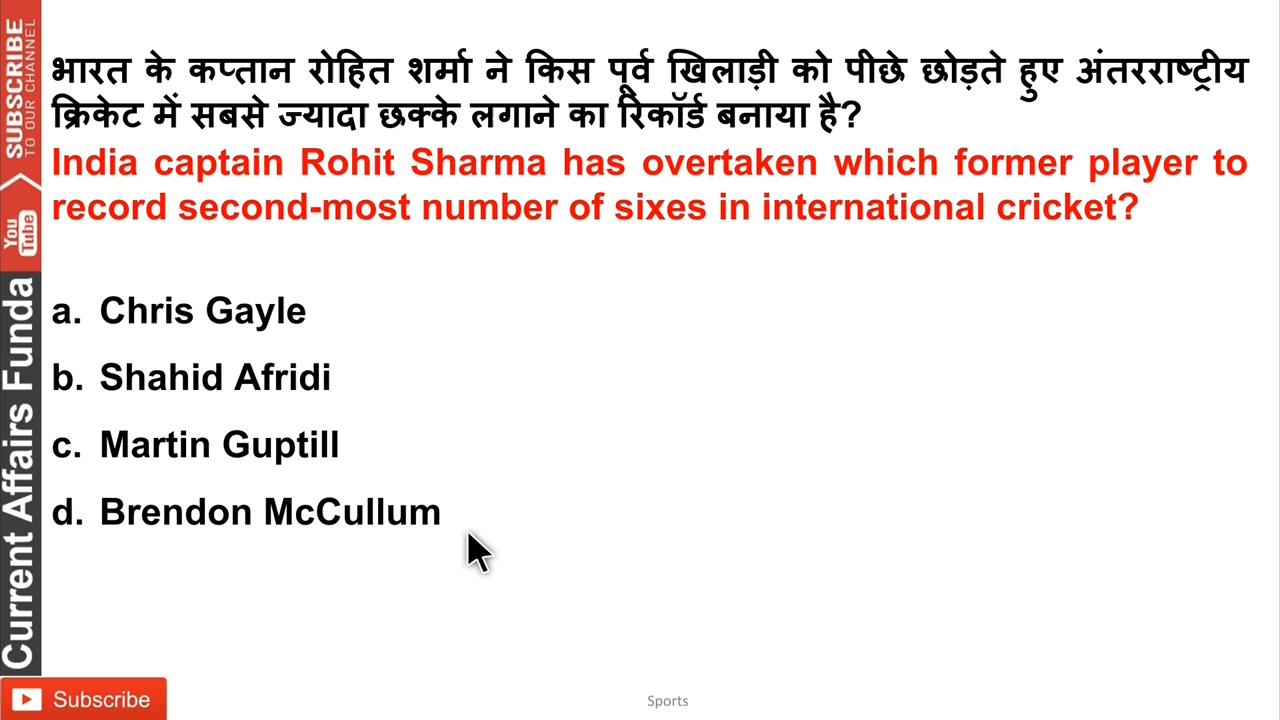 भारत के कप्तान रोहित शर्मा ने किस पूर्व खिलाड़ी को पीछे छोड़ते हुए अंतरराष्ट्रीय
क्रिकेट में सबसे ज्यादा छक्के लगाने का रिकॉर्ड बनाया है?
India captain Rohit Sharma has overtaken which former player to
record second-most number of sixes in international cricket?
a. Chris Gayle
b. Shahid Afridi
c. Martin Guptill
d. Brendon McCullum
SUBSCRIBE
TO OUR CHANNEL
You
Tube
Current Affairs Funda
Subscribe
Sports